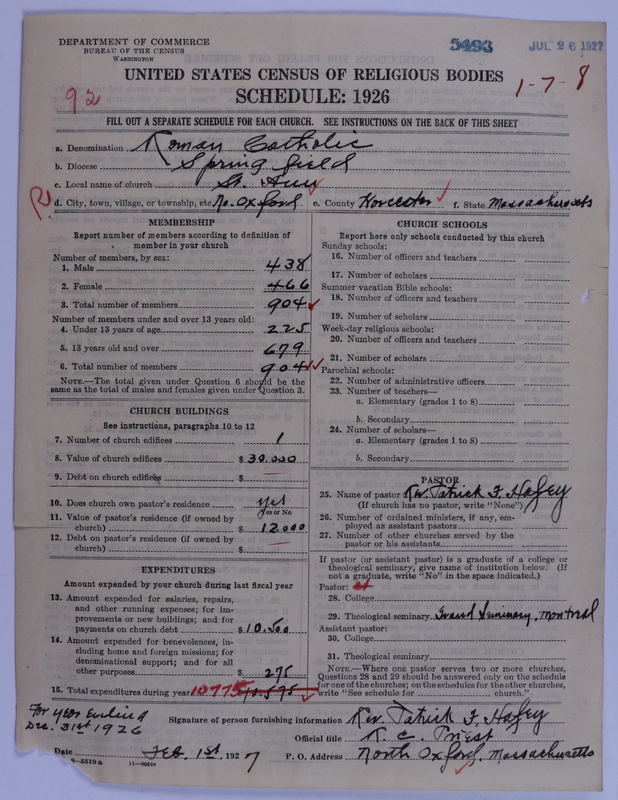 DEPARTMENT OF COMMERCE
BUREAU OF THE CENSUS
WASHINGTON
5493
JUL 26 1927
UNITED STATES CENSUS OF RELIGIOUS BODIES
SCHEDULE: 1926
92
1-7-8
FILL OUT A SEPARATE SCHEDULE FOR EACH CHURCH. SEE INSTRUCTIONS ON THE BACK OF THIS SHEET
a. Denomination Roman Catholic
b. Diocese Springfield
c. Local name of church St. Ann
d. City, town, village, or township, etc. No. Oxford e. County Worcester f. State Massachusetts
MEMBERSHIP
Report number of members according to definition of member in your church
Number of members, by sex:
1. Male 438
2. Female 466
3. Total number of members 904
Number of members under and over 13 years old:
4. Under 13 years of age 225
5. 13 years old and over 679
6. Total number of members 904
NOTE.—The total given under Question 6 should be the
same as the total of males and females given under Question 3.
CHURCH BUILDINGS
See instructions, paragraphs 10 to 12
7. Number of church edifices 1
8. Value of church edifices $ 30.000
9. Debt on church edifices $
10. Does church own pastor's residence yes
(Yes or No)
11. Value of pastor's residence (if owned by
church) $ 12.000
12. Debt on pastor's residence (if owned by
church) $
EXPENDITURES
Amount expended by your church during last fiscal year
13. Amount expended for salaries, repairs,
and other running expenses; for im-
provements or new buildings; and for
payments on church debt $ 10.500
14. Amount expended for benevolences, in-
cluding home and foreign missions; for
denominational support; and for all
other purposes $ 275
15. Total expenditures during year 10775 10.575
CHURCH SCHOOLS
Report here only schools conducted by this church
Sunday schools:
16. Number of officers and teachers
17. Number of scholars
Summer vacation Bible schools:
18. Number of officers and teachers
19. Number of scholars
Week-day religious schools:
20. Number of officers and teachers
21. Number of scholars
Parochial schools:
22. Number of administrative officers
23. Number of teachers—
a. Elementary (grades 1 to 8)
b. Secondary
24. Number of scholars—
a. Elementary (grades 1 to 8)
b. Secondary
PASTOR
25. Name of pastor Rev. Patrick F. Hafey
(If church has no pastor, write "None")
26. Number of ordained ministers, if any, em-
ployed as assistant pastors
27. Number of other churches served by the
pastor or his assistants
If pastor (or assistant pastor) is a graduate of a college or
theological seminary, give name of institution below. (If
not a graduate, write "No" in the space indicated.)
Pastor:
28. College
29. Theological seminary Grand Seminary, Montreal
Assistant pastor:
30. College
31. Theological seminary
NOTE.—Where one pastor serves two or more churches,
Questions 28 and 29 should be answered only on the schedule
for one of the churches; on the schedules for the other churches,
write "See schedule for church."
For year Ending
Dec. 31st 1926
Signature of person furnishing information Rev. Patrick F. Hafey
Official title R. C. Priest
Date Feb. 1st, 1927 P. O. Address North Oxford, Massachusetts
8-5518a